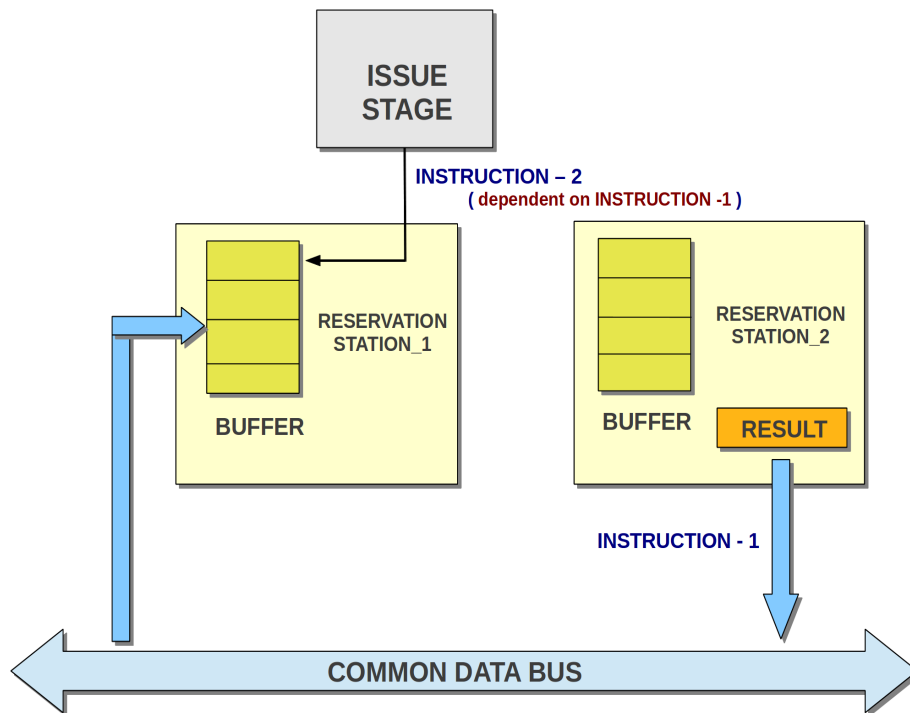 ISSUE
STAGE
INSTRUCTION – 2
( dependent on INSTRUCTION -1 )
RESERVATION
STATION_1
BUFFER
RESERVATION
STATION_2
BUFFER
RESULT
INSTRUCTION - 1
COMMON DATA BUS